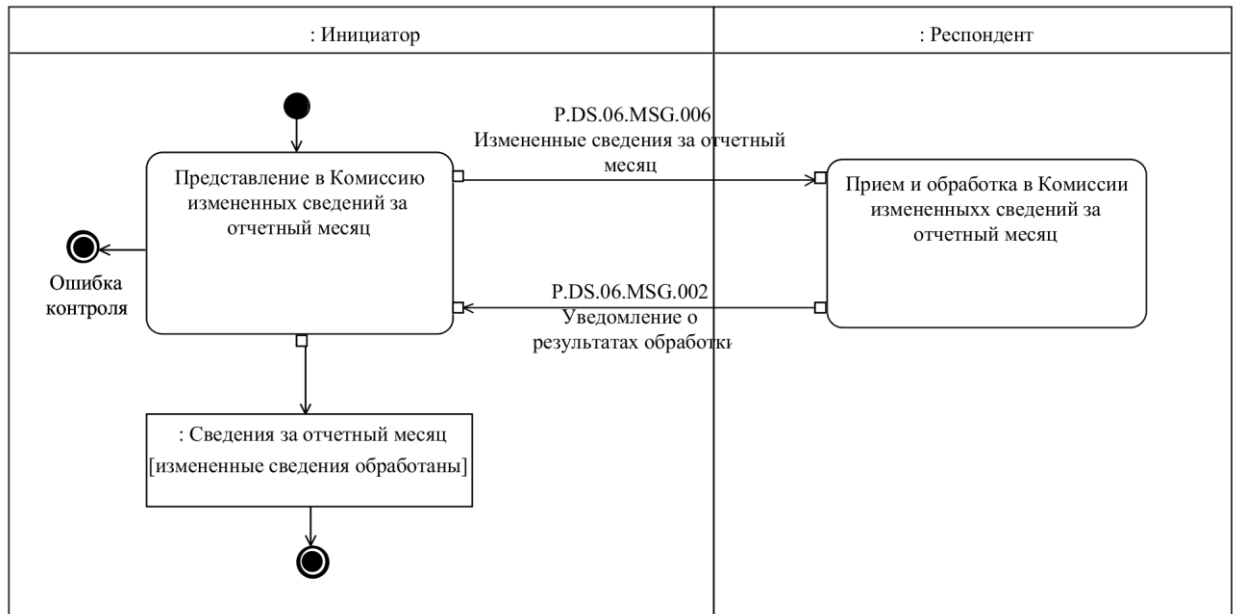 : Инициатор
: Респондент
P.DS.06.MSG.006
Измененные сведения за отчетный
месяц
Представление в Комиссию
измененных сведений за
отчетный месяц
Прием и обработка в Комиссии
измененныхх сведений за
отчетный месяц
Ошибка
контроля
P.DS.06.MSG.002
Уведомление о
результатах обработки
: Сведения за отчетный месяц
[измененные сведения обработаны]